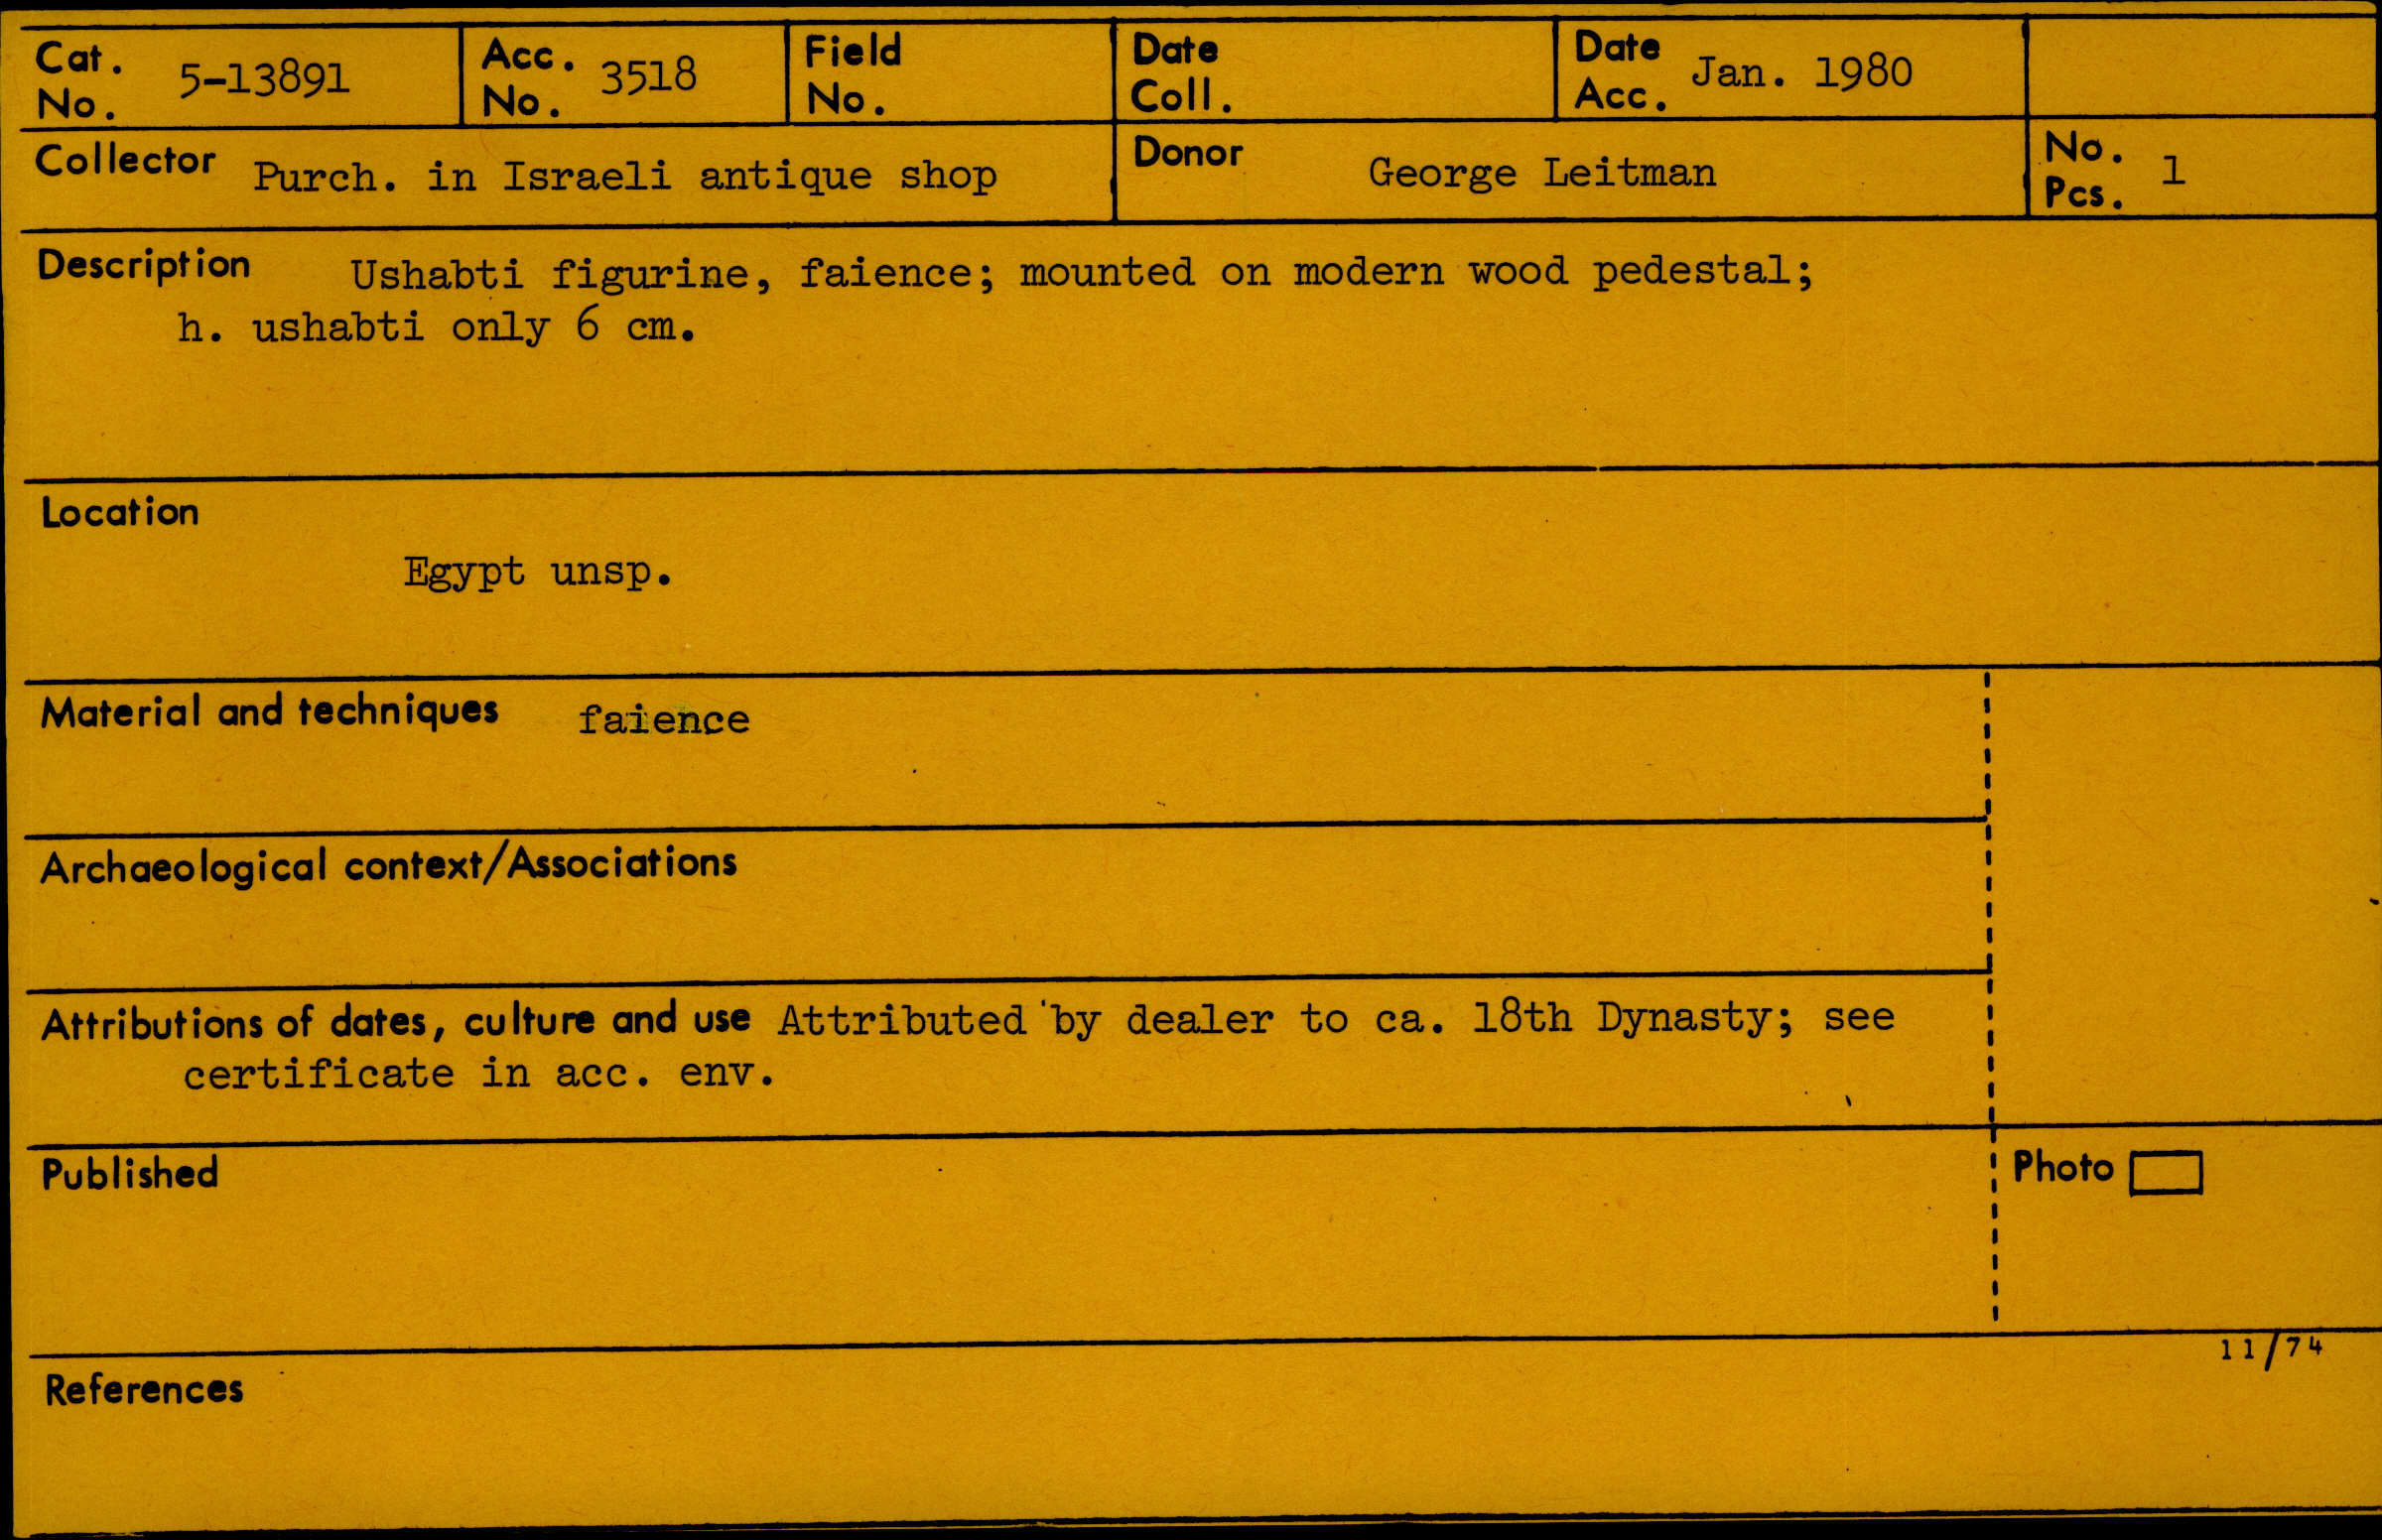 Cat. No. 5-13891
Acc. No. 3518
Field No.
Date Coll.
Date Acc. Jan. 1980
Collector Purch. in Israeli antique shop
Donor George Leitman
No. Pcs. 1
Description Ushabti figurine, faience; mounted on modern wood pedestal;
h. ushabti only 6 cm.
Location
Egypt unsp.
Material and techniques faience
Archaeological context/Associations
Attributions of dates, culture and use Attributed by dealer to ca. 18th Dynasty; see
certificate in acc. env.
Published
Photo
11/74
References